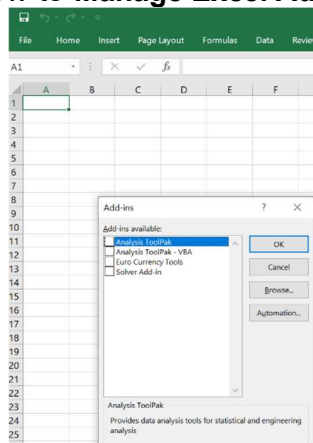 to Manage Excel
File Home Insert Page Layout Formulas Data Review
A1 fx
A B C D E F
1
2
3
4
5
6
7
8
9
10
11
12
13
14
15
16
17
18
19
20
21
22
23
24
25
Add-ins ? ×
Add-ins available:
Analysis ToolPak
Analysis ToolPak - VBA
Euro Currency Tools
Solver Add-in
OK
Cancel
Browse...
Automation...
Analysis ToolPak
Provides data analysis tools for statistical and engineering
analysis